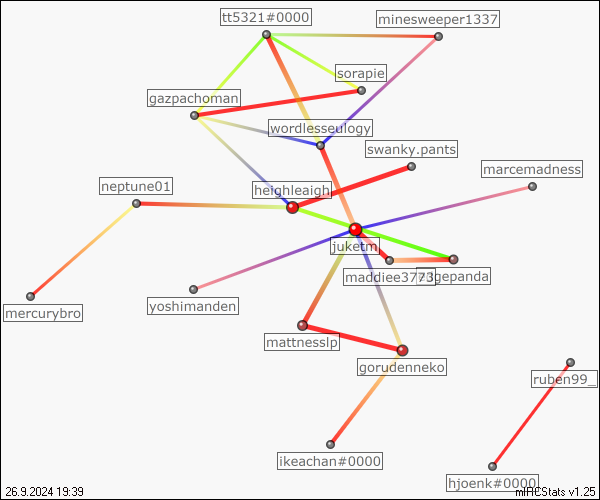 tt5321#0000
minesweeper1337
sorapie
gazpachoman
wordlesseulogy
swanky.pants
marcemadness
neptune01
heighleaigh
juketm
maddiee3773
mercurybro
yoshimanden
mattnesslp
gorudenneko
ruben99_
ikeachan#0000
hjoenk#0000
26.9.2024 19:39
mIRCStats v1.25